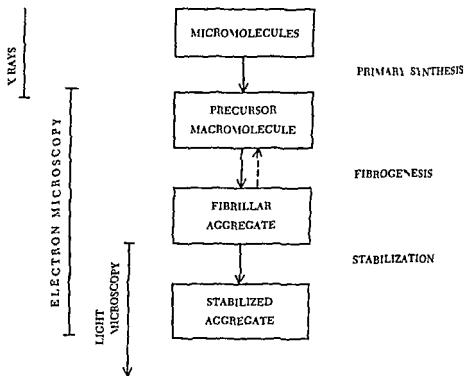 MICROMOLECULES
X RAYS
PRIMARY SYNTHESIS
PRECURSOR
MACROMOLECULE
ELECTRON MICROSCOPY
FIBROGENESIS
FIBRILLAR
AGGREGATE
STABILIZATION
LIGHT
MICROSCOPY
STABILIZED
AGGREGATE